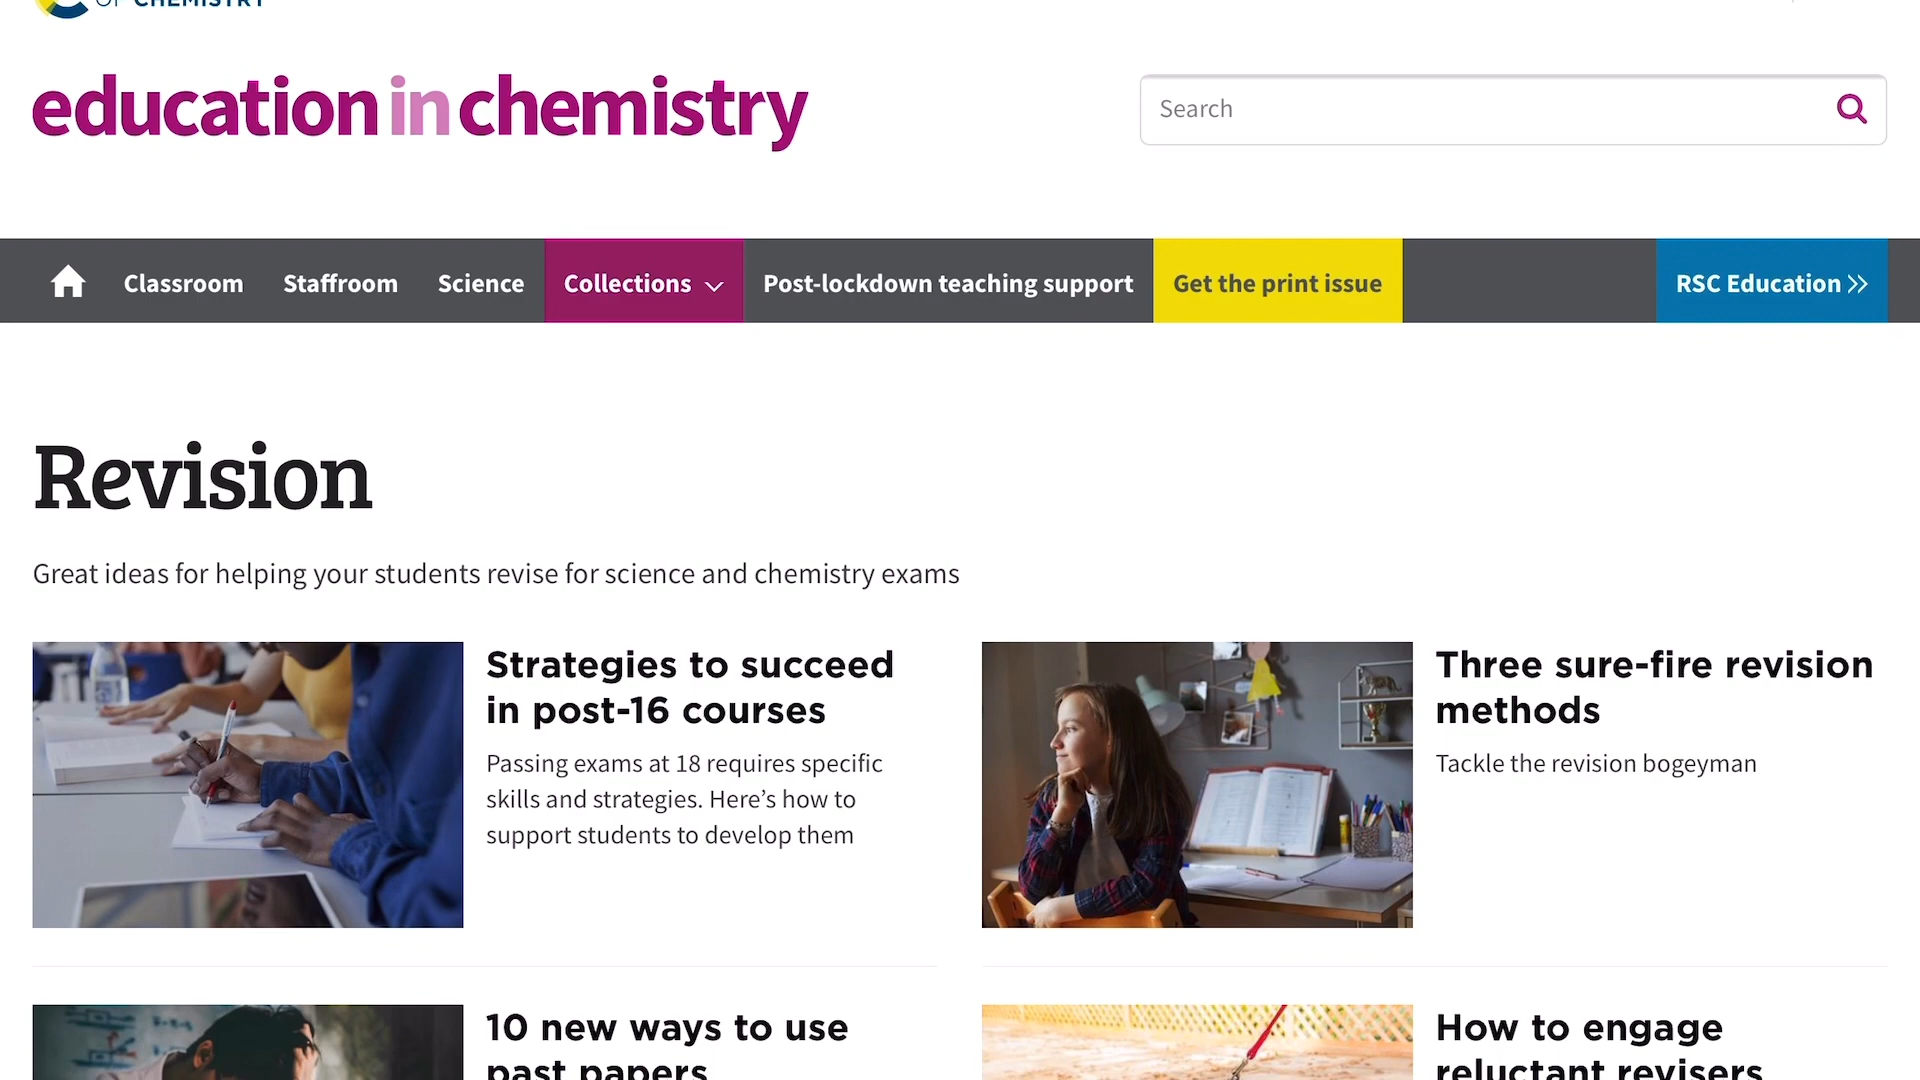 OF CHEMISTRY
education in chemistry
Search
Classroom
Staffroom
Science
Collections
Post-lockdown teaching support
Get the print issue
RSC Education
Revision
Great ideas for helping your students revise for science and chemistry exams
Strategies to succeed
in post-16 courses
Passing exams at 18 requires specific
skills and strategies. Here’s how to
support students to develop them
Three sure-fire revision
methods
Tackle the revision bogeyman
10 new ways to use
past papers
How to engage
reluctant revisers